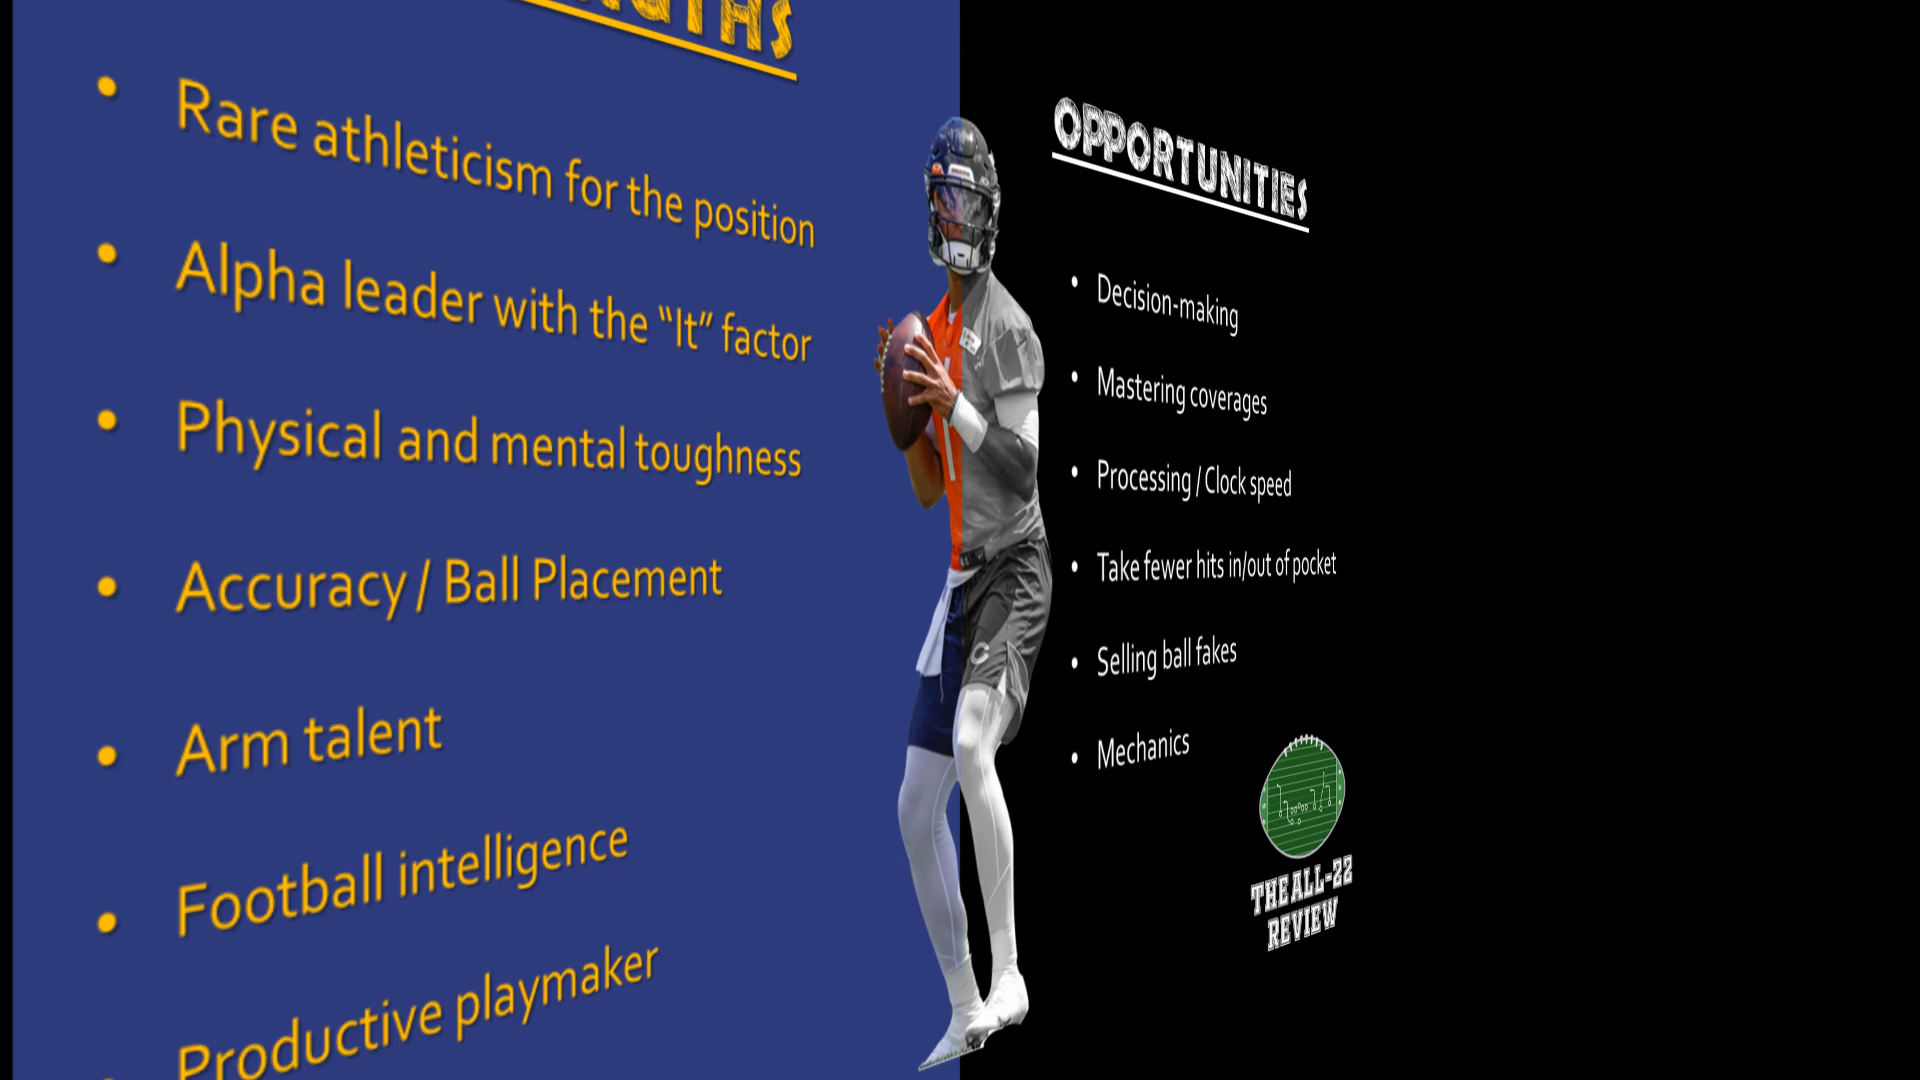 Rare athleticism for the position
Alpha leader with the “It” factor
Physical and mental toughness
Accuracy / Ball Placement
Arm talent
Football intelligence
Productive playmaker
OPPORTUNITIES
Decision-making
Mastering coverages
Processing / Clock speed
Take fewer hits in/out of pocket
Selling ball fakes
Mechanics
THE ALL-22
REVIEW